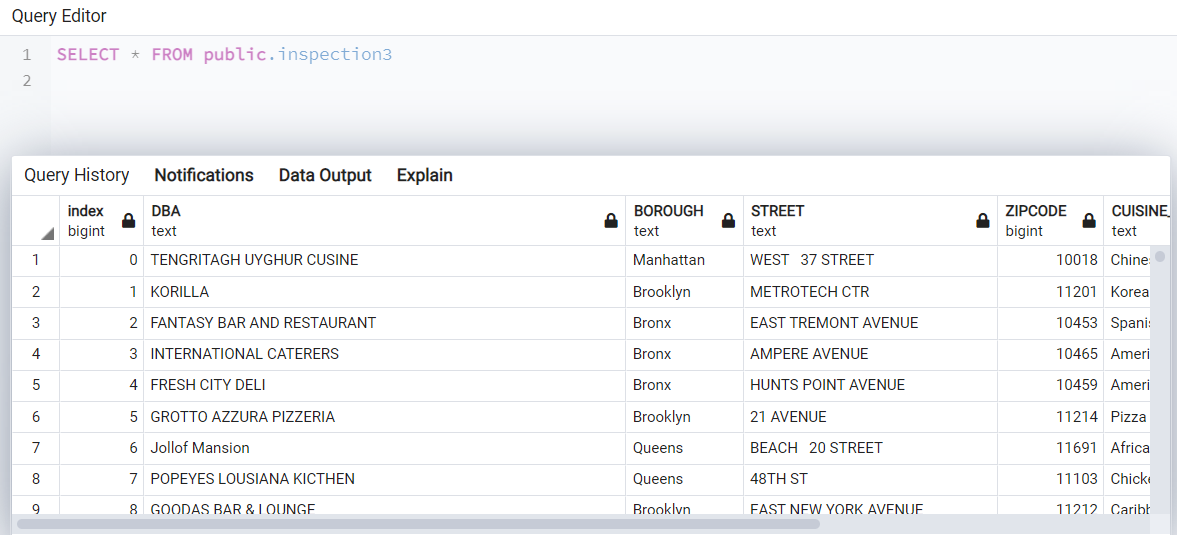 Query Editor
1 SELECT * FROM public.inspection3
2
Query History Notifications Data Output Explain
index DBA BOROUGH STREET ZIPCODE CUISINE_
bigint text text text bigint text
1 0 TENGRITAGH UYGHUR CUSINE Manhattan WEST 37 STREET 10018 Chine
2 1 KORILLA Brooklyn METROTECH CTR 11201 Korea
3 2 FANTASY BAR AND RESTAURANT Bronx EAST TREMONT AVENUE 10453 Spani
4 3 INTERNATIONAL CATERERS Bronx AMPERE AVENUE 10465 Ameri
5 4 FRESH CITY DELI Bronx HUNTS POINT AVENUE 10459 Ameri
6 5 GROTTO AZZURA PIZZERIA Brooklyn 21 AVENUE 11214 Pizza
7 6 Jollof Mansion Queens BEACH 20 STREET 11691 Africa
8 7 POPEYES LOUSIANA KICTHEN Queens 48TH ST 11103 Chick
9 8 GOODAS BAR & LOUNGE Brooklyn EAST NEW YORK AVENUE 11212 Carib